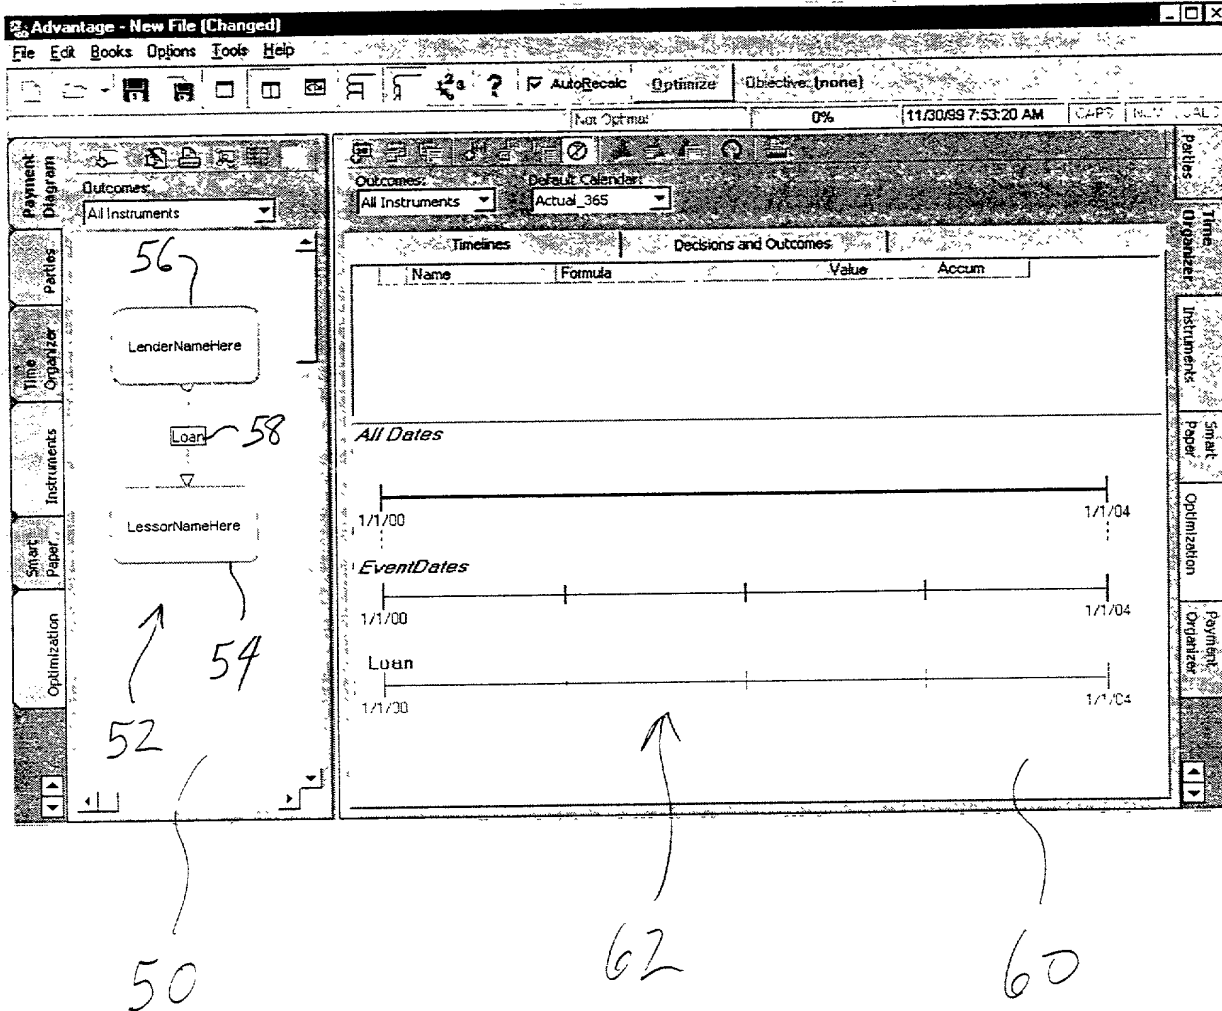 Advantage - New File (Changed)
File Edit Books Options Tools Help
AutoRecalc Optimize Objective: (none)
Not Optimal 0% 11/30/99 7:53:20 AM CAPS NUM
Payment Diagram
Parties
Time Organizer
Instruments
Smart Paper
Optimization
Outcomes:
All Instruments
56
LenderNameHere
Loan 58
LessorNameHere
52
54
50
Outcomes: Default Calendar:
All Instruments Actual_365
Timelines Decisions and Outcomes
Name Formula Value Accum
All Dates
1/1/00 1/1/04
EventDates
1/1/00 1/1/04
Loan
1/1/00 1/1/04
62
60
Parties
Time Organizer
Instruments
Smart Paper
Optimization
Payment Organizer